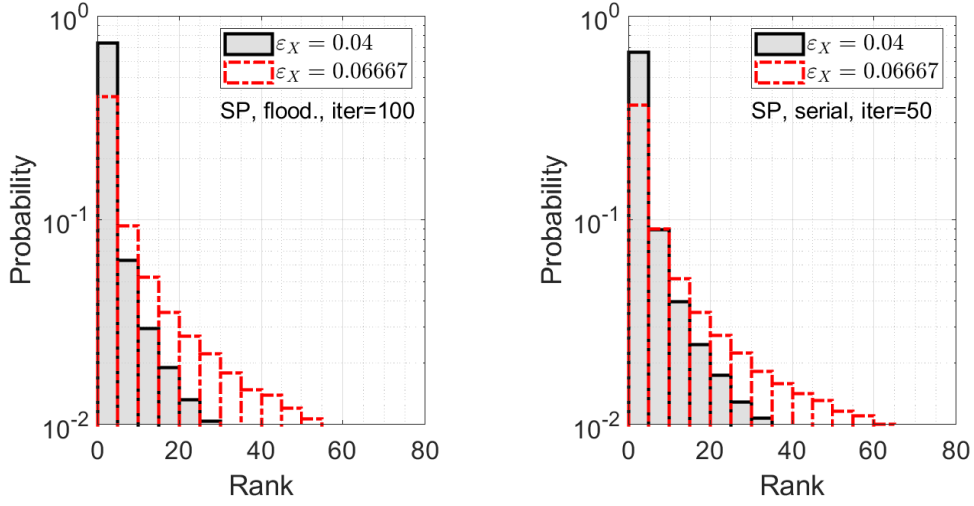 10^0
10^-1
10^-2
Probability
0 20 40 60 80
Rank
ε_X = 0.04
ε_X = 0.06667
SP, flood., iter=100
10^0
10^-1
10^-2
Probability
0 20 40 60 80
Rank
ε_X = 0.04
ε_X = 0.06667
SP, serial, iter=50